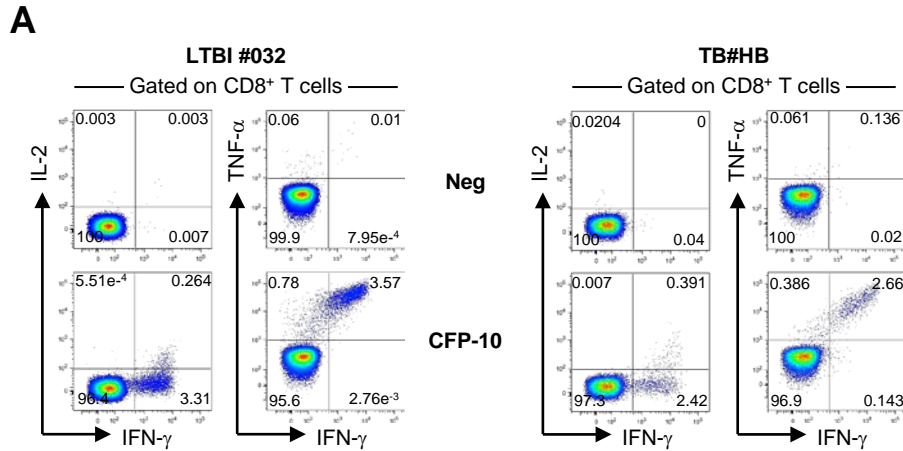 A
LTBI #032
TB#HB
Gated on CD8⁺ T cells
Gated on CD8⁺ T cells
IL-2
0.003 0.003
100 0.007
TNF-α
0.06 0.01
99.9 7.95e-⁴
Neg
IL-2
0.0204 0
100 0.04
TNF-α
0.061 0.136
100 0.02
5.51e-⁴ 0.264
96.4 3.31
0.78 3.57
95.6 2.76e-³
CFP-10
0.007 0.391
97.3 2.42
0.386 2.66
96.9 0.143
IFN-γ
IFN-γ
IFN-γ
IFN-γ